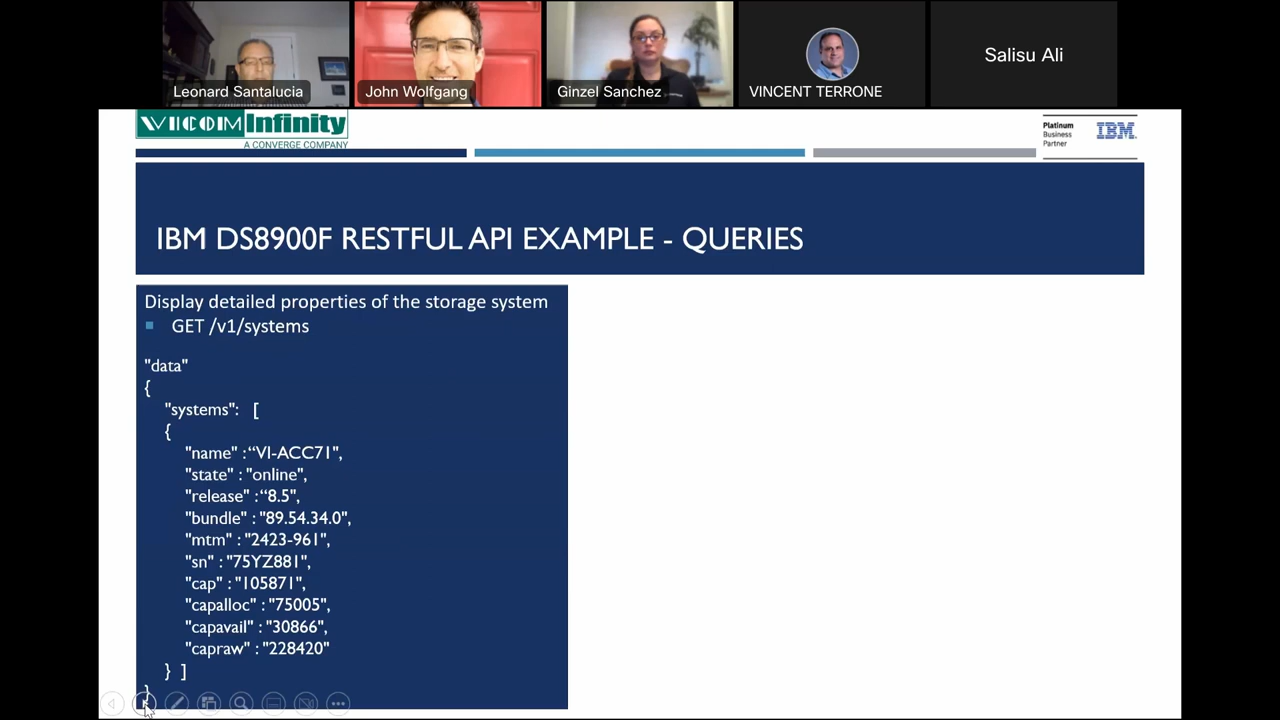 Leonard Santalucia
John Wolfgang
Ginzel Sanchez
VINCENT TERRONE
Salisu Ali
VICOM Infinity
A CONVERGE COMPANY
Platinum
Business
Partner
IBM
IBM DS8900F RESTFUL API EXAMPLE - QUERIES
Display detailed properties of the storage system
GET /v1/systems
"data"
{
"systems": [
{
"name" :“VI-ACC71",
"state" : "online",
"release" :“8.5",
"bundle" : "89.54.34.0",
"mtm" : "2423-961",
"sn" : "75YZ881",
"cap" : "105871",
"capalloc" : "75005",
"capavail" : "30866",
"capraw" : "228420"
} ]
}